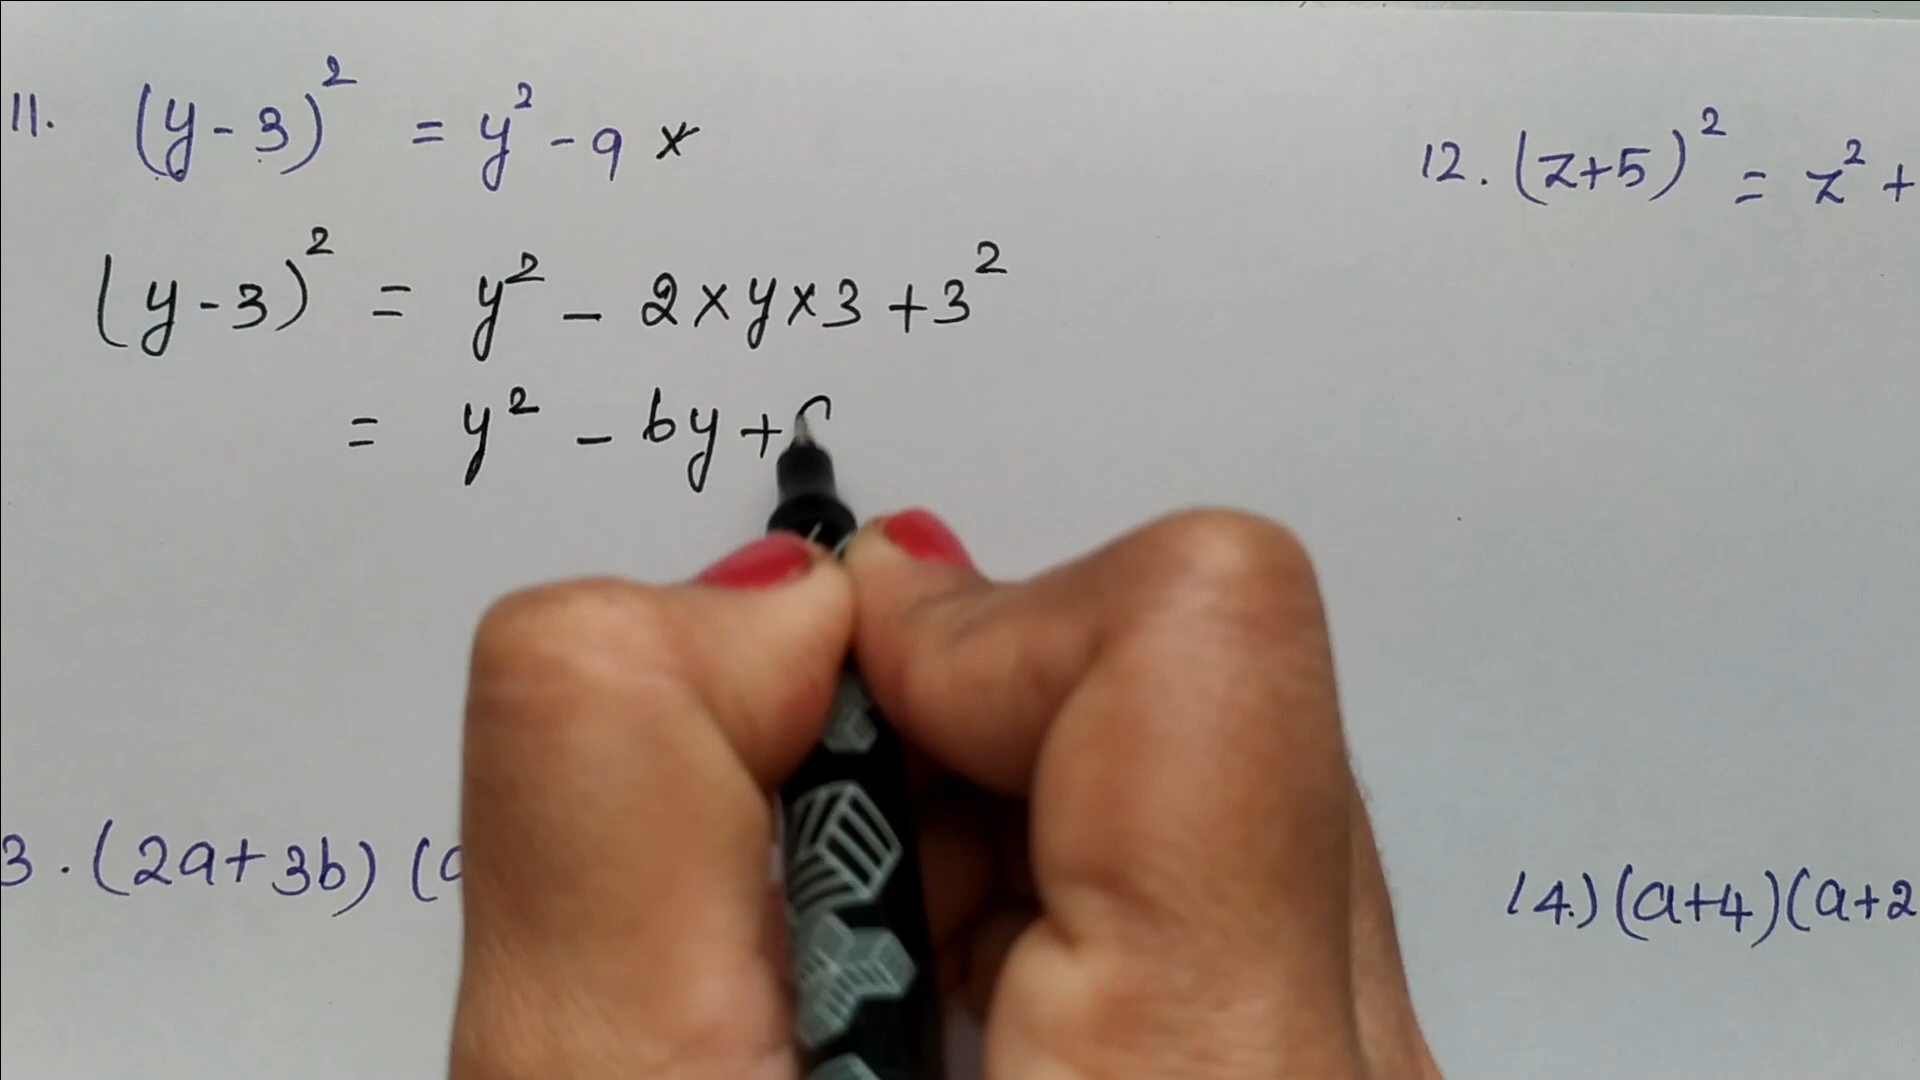 11. (y-3)² = y² - 9 ×
12. (z+5)² = z² +
(y-3)² = y² - 2×y×3 +3²
= y² - 6y +
3. (2a+3b) (
14.) (a+4)(a+2